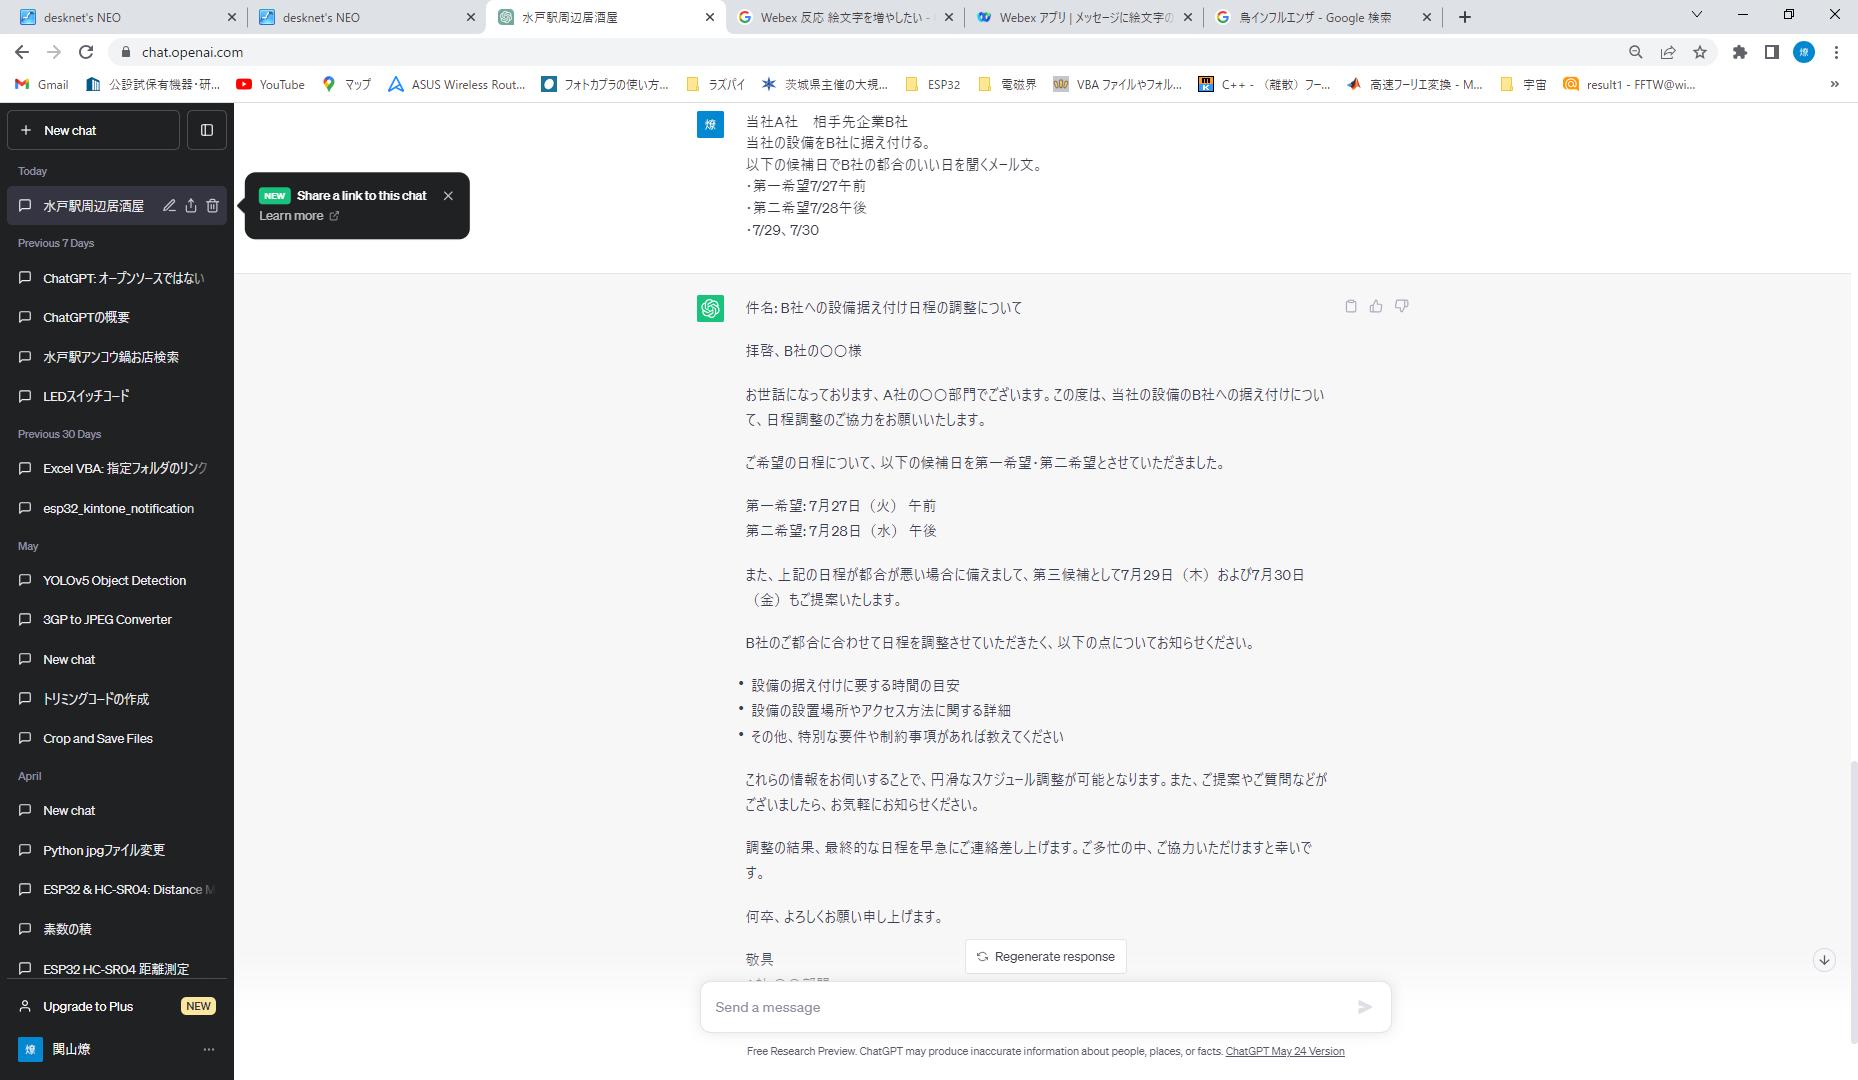 desknet's NEO
desknet's NEO
水戸駅周辺居酒屋
Webex 反応 絵文字を増やしたい -
Webex アプリ | メッセージに絵文字の
鳥インフルエンザ - Google 検索
chat.openai.com
燎
Gmail
公設試保有機器・研...
YouTube
マップ
ASUS Wireless Rout...
フォトカプラの使い方...
ラズパイ
茨城県主催の大規...
ESP32
電磁界
VBA ファイルやフォル...
C++ - （離散）フー...
高速フーリエ変換 - M...
宇宙
result1 - FFTW@wi...
»
New chat
Today
水戸駅周辺居酒屋
Previous 7 Days
ChatGPT: オープンソースではない
ChatGPTの概要
水戸駅アンコウ鍋お店検索
LEDスイッチコード
Previous 30 Days
Excel VBA: 指定フォルダのリンク
esp32_kintone_notification
May
YOLOv5 Object Detection
3GP to JPEG Converter
New chat
トリミングコードの作成
Crop and Save Files
April
New chat
Python jpgファイル変更
ESP32 & HC-SR04: Distance M
素数の積
ESP32 HC-SR04 距離測定
Upgrade to Plus NEW
燎 関山燎 ...
NEW Share a link to this chat
Learn more
燎
当社A社　相手先企業B社
当社の設備をB社に据え付ける。
以下の候補日でB社の都合のいい日を聞くメール文。
・第一希望7/27午前
・第二希望7/28午後
・7/29、7/30
件名: B社への設備据え付け日程の調整について
拝啓、B社の〇〇様
お世話になっております、A社の〇〇部門でございます。この度は、当社の設備のB社への据え付けについ
て、日程調整のご協力をお願いいたします。
ご希望の日程について、以下の候補日を第一希望・第二希望とさせていただきました。
第一希望: 7月27日（火） 午前
第二希望: 7月28日（水） 午後
また、上記の日程が都合が悪い場合に備えまして、第三候補として7月29日（木）および7月30日
（金）もご提案いたします。
B社のご都合に合わせて日程を調整させていただきたく、以下の点についてお知らせください。
• 設備の据え付けに要する時間の目安
• 設備の設置場所やアクセス方法に関する詳細
• その他、特別な要件や制約事項があれば教えてください
これらの情報をお伺いすることで、円滑なスケジュール調整が可能となります。また、ご提案やご質問などが
ございましたら、お気軽にお知らせください。
調整の結果、最終的な日程を早急にご連絡差し上げます。ご多忙の中、ご協力いただけますと幸いで
す。
何卒、よろしくお願い申し上げます。
敬具
Regenerate response
Send a message
Free Research Preview. ChatGPT may produce inaccurate information about people, places, or facts. ChatGPT May 24 Version